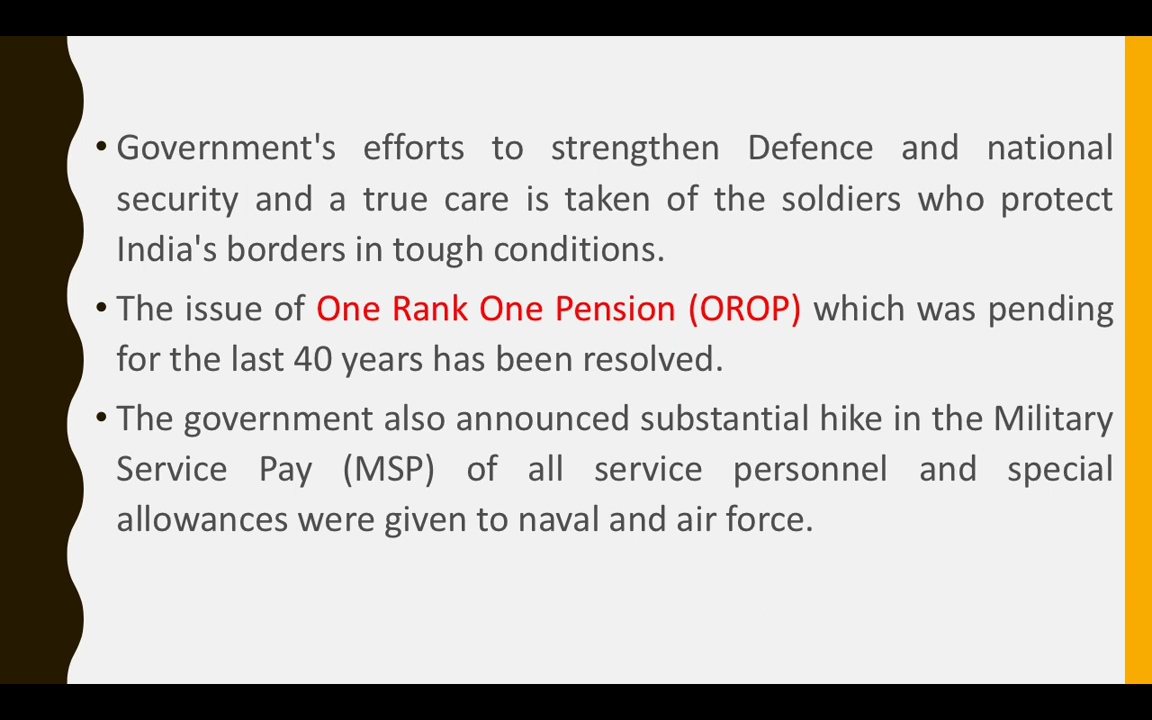 • Government's efforts to strengthen Defence and national
security and a true care is taken of the soldiers who protect
India's borders in tough conditions.
• The issue of One Rank One Pension (OROP) which was pending
for the last 40 years has been resolved.
• The government also announced substantial hike in the Military
Service Pay (MSP) of all service personnel and special
allowances were given to naval and air force.